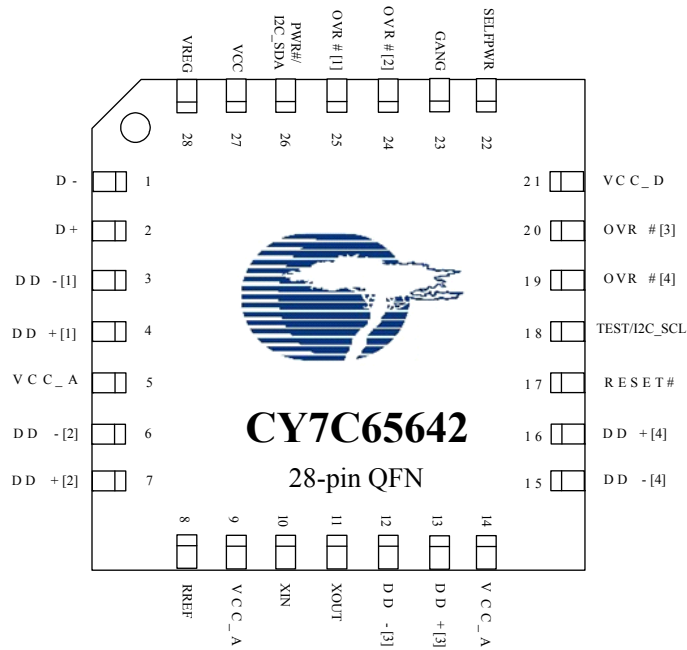 VREG
VCC
PWR#/
I2C_SDA
OVR # [1]
OVR # [2]
GANG
SELFPWR
28
27
26
25
24
23
22
D - 1
D + 2
DD - [1] 3
DD + [1] 4
VCC_A 5
DD - [2] 6
DD + [2] 7
21 VCC_D
20 OVR # [3]
19 OVR # [4]
18 TEST/I2C_SCL
17 RESET#
16 DD + [4]
15 DD - [4]
CY7C65642
28-pin QFN
8
9
10
11
12
13
14
RREF
VCC_A
XIN
XOUT
DD - [3]
DD + [3]
VCC_A